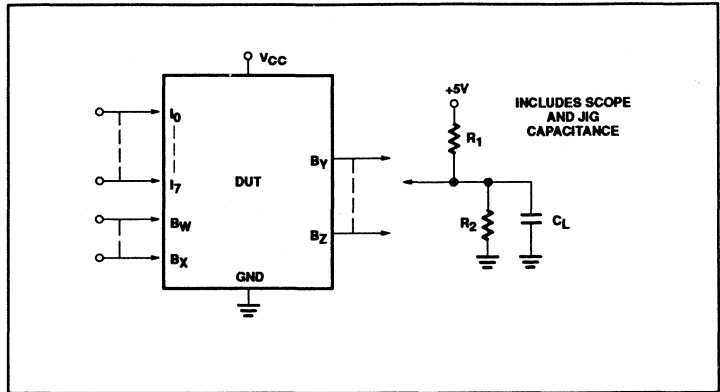 VCC
I0
I7
BW
BX
DUT
BY
BZ
GND
+5V
R1
R2
CL
INCLUDES SCOPE
AND JIG
CAPACITANCE